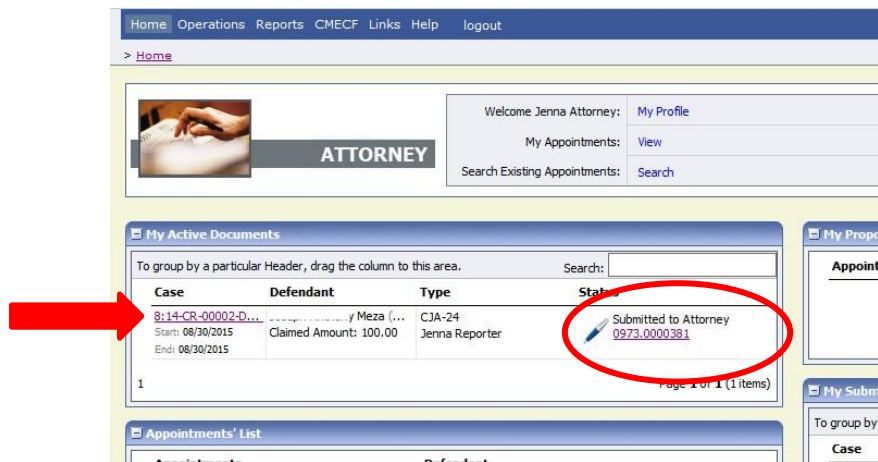 Home Operations Reports CMECF Links Help logout
> Home
ATTORNEY
Welcome Jenna Attorney: My Profile
My Appointments: View
Search Existing Appointments: Search
My Active Documents
To group by a particular Header, drag the column to this area. Search:
Case Defendant Type Status
8:14-CR-00002-D... y Meza (... CJA-24 Submitted to Attorney
Start: 08/30/2015 Claimed Amount: 100.00 Jenna Reporter 0973.0000381
End: 08/30/2015
1 Page 1 of 1 (1 items)
Appointments' List
My Propo
Appoint
My Subm
To group by
Case